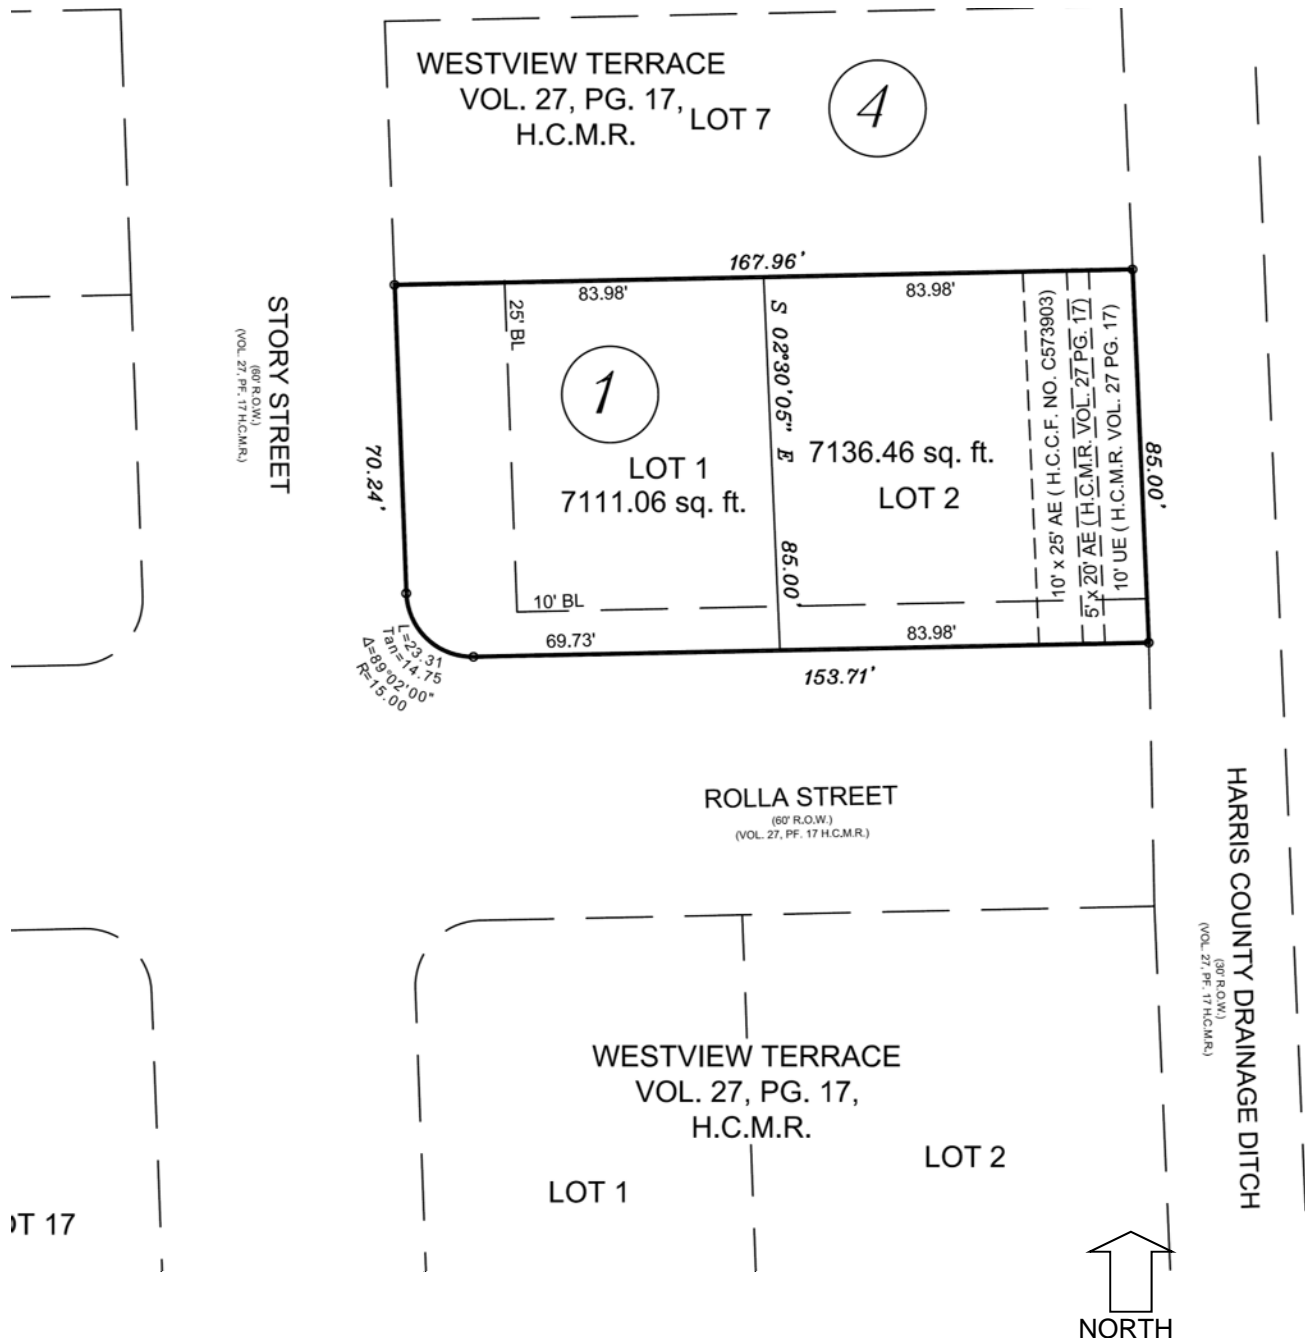 WESTVIEW TERRACE
VOL. 27, PG. 17,
H.C.M.R.
LOT 7
4
167.96'
83.98'
83.98'
25' BL
1
LOT 1
7111.06 sq. ft.
S 02°30'05" E
85.00'
7136.46 sq. ft.
LOT 2
10' x 25' AE ( H.C.C.F. NO. C573903)
5' x 20' AE ( H.C.M.R. VOL. 27 PG. 17)
10' UE ( H.C.M.R. VOL. 27 PG. 17)
85.00'
STORY STREET
(60' R.O.W.)
(VOL. 27, PF. 17 H.C.M.R.)
70.24'
10' BL
69.73'
83.98'
153.71'
L=23.31
Tan=14.75
Δ=89°02'00"
R=15.00
ROLLA STREET
(60' R.O.W.)
(VOL. 27, PF. 17 H.C.M.R.)
HARRIS COUNTY DRAINAGE DITCH
(30' R.O.W.)
(VOL. 27, PF. 17 H.C.M.R.)
WESTVIEW TERRACE
VOL. 27, PG. 17,
H.C.M.R.
LOT 2
LOT 1
OT 17
NORTH